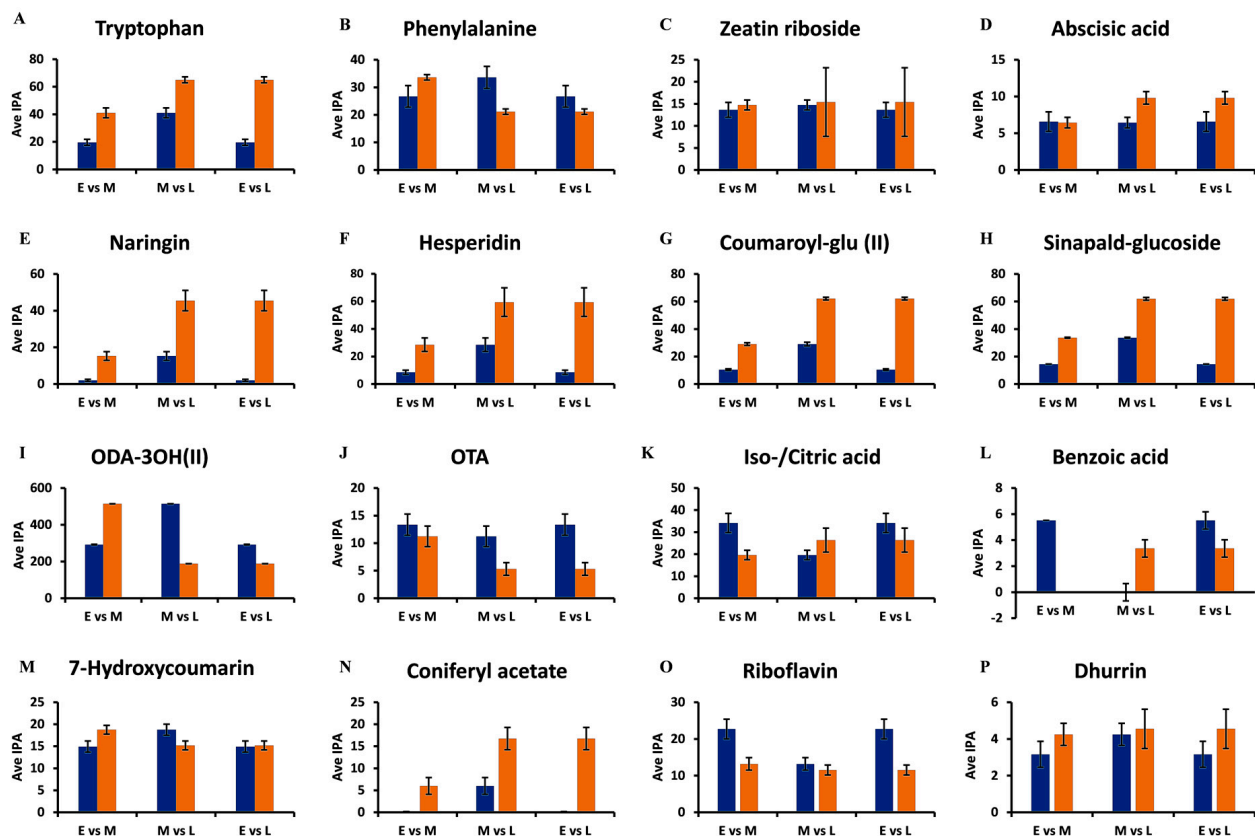 A Tryptophan
Ave IPA
80
60
40
20
0
E vs M M vs L E vs L
B Phenylalanine
Ave IPA
40
30
20
10
0
E vs M M vs L E vs L
C Zeatin riboside
Ave IPA
25
20
15
10
5
0
E vs M M vs L E vs L
D Abscisic acid
Ave IPA
15
10
5
0
E vs M M vs L E vs L
E Naringin
Ave IPA
60
40
20
0
E vs M M vs L E vs L
F Hesperidin
Ave IPA
80
60
40
20
0
E vs M M vs L E vs L
G Coumaroyl-glu (II)
Ave IPA
80
60
40
20
0
E vs M M vs L E vs L
H Sinapald-glucoside
Ave IPA
80
60
40
20
0
E vs M M vs L E vs L
I ODA-3OH(II)
Ave IPA
600
400
200
0
E vs M M vs L E vs L
J OTA
Ave IPA
20
15
10
5
0
E vs M M vs L E vs L
K Iso-/Citric acid
Ave IPA
50
40
30
20
10
0
E vs M M vs L E vs L
L Benzoic acid
Ave IPA
8
6
4
2
0
-2
E vs M M vs L E vs L
M 7-Hydroxycoumarin
Ave IPA
25
20
15
10
5
0
E vs M M vs L E vs L
N Coniferyl acetate
Ave IPA
25
20
15
10
5
0
E vs M M vs L E vs L
O Riboflavin
Ave IPA
30
20
10
0
E vs M M vs L E vs L
P Dhurrin
Ave IPA
6
4
2
0
E vs M M vs L E vs L